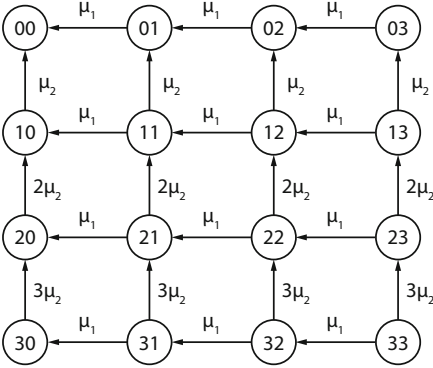 μ₁ μ₁ μ₁
00 01 02 03
μ₂ μ₂ μ₂ μ₂
μ₁ μ₁ μ₁
10 11 12 13
2μ₂ 2μ₂ 2μ₂ 2μ₂
μ₁ μ₁ μ₁
20 21 22 23
3μ₂ 3μ₂ 3μ₂ 3μ₂
μ₁ μ₁ μ₁
30 31 32 33